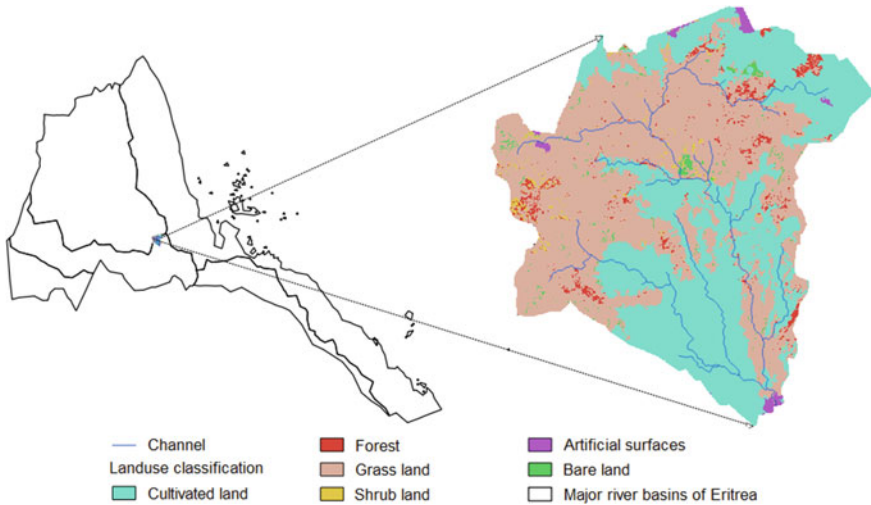 Channel
Landuse classification
Cultivated land
Forest
Grass land
Shrub land
Artificial surfaces
Bare land
Major river basins of Eritrea